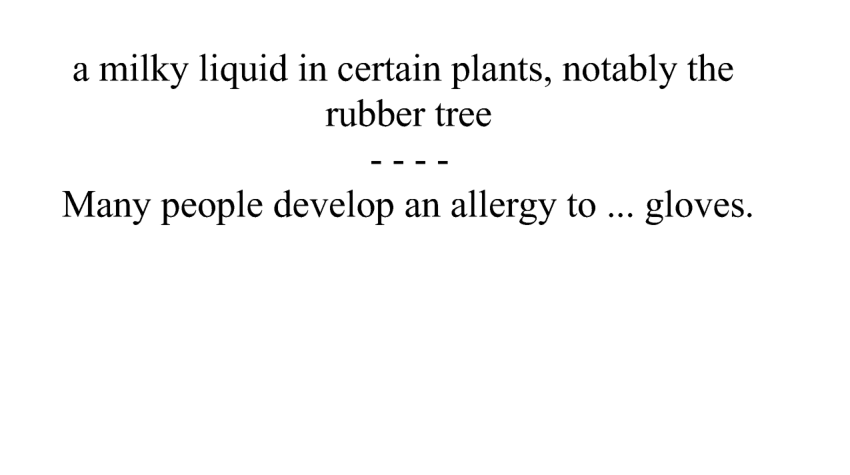 a milky liquid in certain plants, notably the
rubber tree
- - - -
Many people develop an allergy to ... gloves.